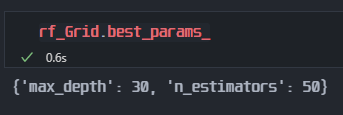 rf_Grid.best_params_
0.6s
{'max_depth': 30, 'n_estimators': 50}